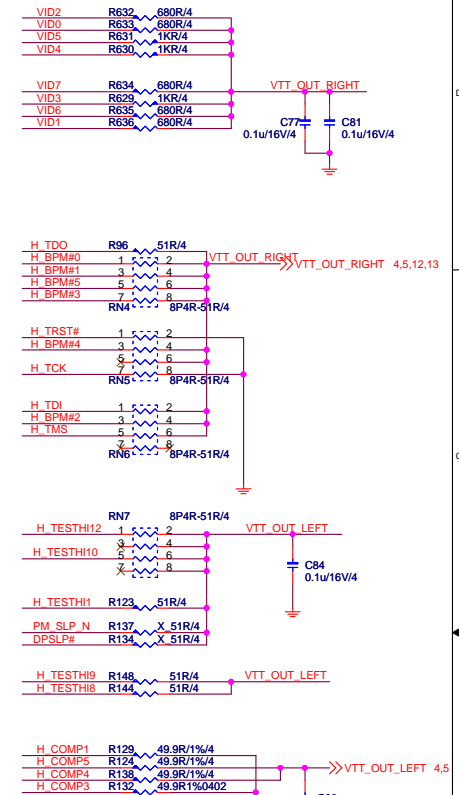 VID2 R632 680R/4
VID0 R633 680R/4
VID5 R631 1KR/4
VID4 R630 1KR/4
VID7 R634 680R/4 VTT_OUT_RIGHT
VID3 R629 1KR/4
VID6 R635 680R/4
VID1 R636 680R/4
C77 C81
0.1u/16V/4 0.1u/16V/4
H_TDO R96 51R/4
H_BPM#0 1 2 VTT_OUT_RIGHT
VTT_OUT_RIGHT 4,5,12,13
H_BPM#1 3 4
H_BPM#5 5 6
H_BPM#3 7 8
RN4 8P4R-51R/4
H_TRST# 1 2
H_BPM#4 3 4
5 6
H_TCK 7 8
RN5 8P4R-51R/4
H_TDI 1 2
H_BPM#2 3 4
H_TMS 5 6
7 8
RN6 8P4R-51R/4
RN7 8P4R-51R/4
H_TESTHI12 1 2 VTT_OUT_LEFT
3 4
H_TESTHI10 5 6
7 8
C84
0.1u/16V/4
H_TESTHI1 R123 51R/4
PM_SLP_N R137 X_51R/4
DPSLP# R134 X_51R/4
H_TESTHI9 R148 51R/4 VTT_OUT_LEFT
H_TESTHI8 R144 51R/4
H_COMP1 R129 49.9R/1%/4
H_COMP5 R124 49.9R/1%/4
VTT_OUT_LEFT 4,5
H_COMP4 R138 49.9R/1%/4
H_COMP3 R132 49.9R1%0402